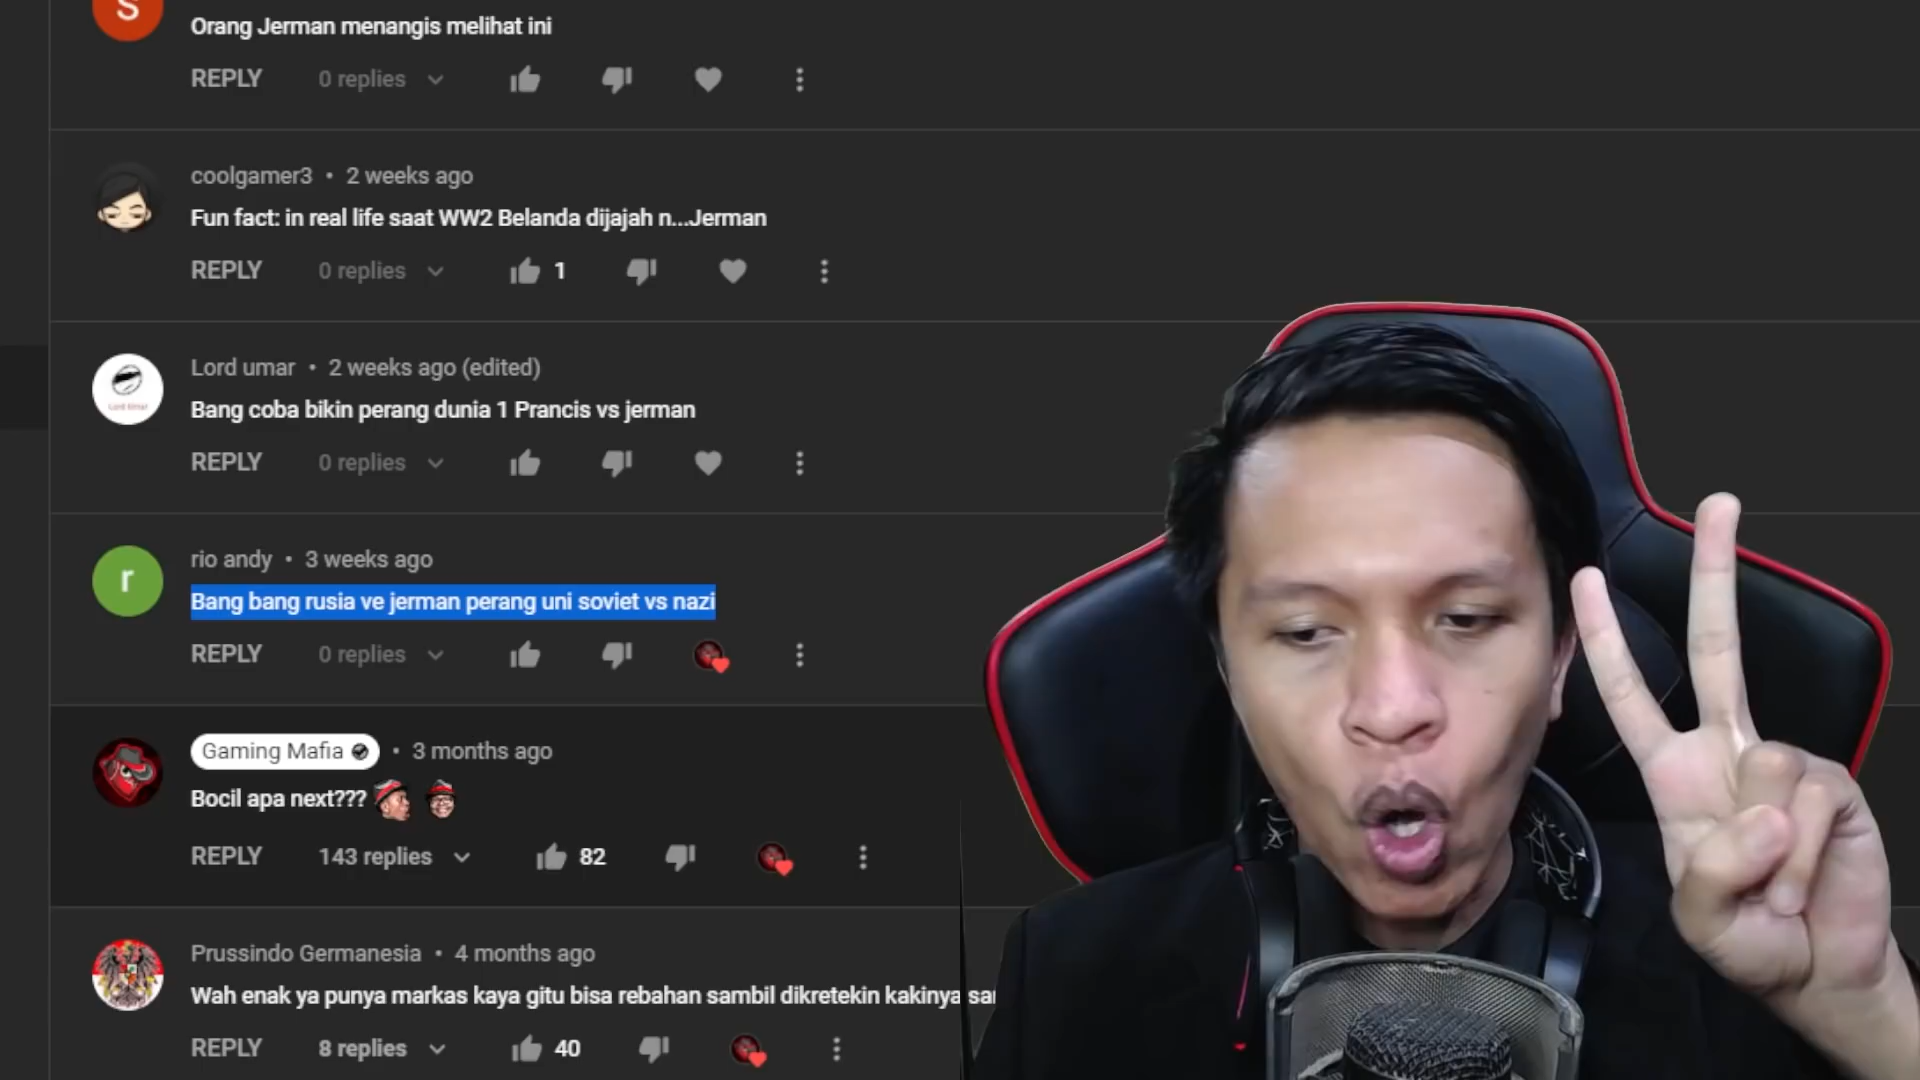 S
Orang Jerman menangis melihat ini
REPLY 0 replies
coolgamer3 • 2 weeks ago
Fun fact: in real life saat WW2 Belanda dijajah n...Jerman
REPLY 0 replies 1
Lord umar • 2 weeks ago (edited)
Bang coba bikin perang dunia 1 Prancis vs jerman
REPLY 0 replies
r
rio andy • 3 weeks ago
Bang bang rusia ve jerman perang uni soviet vs nazi
REPLY 0 replies
Gaming Mafia • 3 months ago
Bocil apa next???
REPLY 143 replies 82
Prussindo Germanesia • 4 months ago
Wah enak ya punya markas kaya gitu bisa rebahan sambil dikretekin kakinya
REPLY 8 replies 40